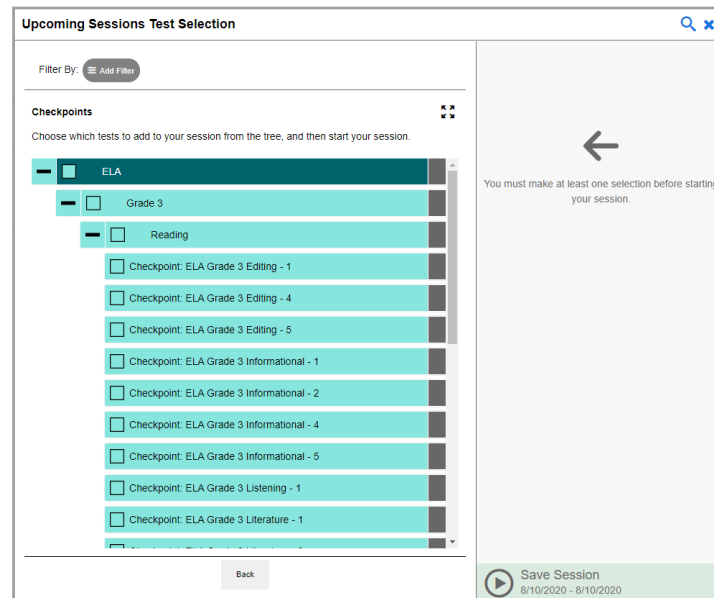 Upcoming Sessions Test Selection
Filter By: Add Filter
Checkpoints
Choose which tests to add to your session from the tree, and then start your session.
ELA
Grade 3
Reading
Checkpoint: ELA Grade 3 Editing - 1
Checkpoint: ELA Grade 3 Editing - 4
Checkpoint: ELA Grade 3 Editing - 5
Checkpoint: ELA Grade 3 Informational - 1
Checkpoint: ELA Grade 3 Informational - 2
Checkpoint: ELA Grade 3 Informational - 4
Checkpoint: ELA Grade 3 Informational - 5
Checkpoint: ELA Grade 3 Listening - 1
Checkpoint: ELA Grade 3 Literature - 1
Back
You must make at least one selection before starting
your session.
Save Session
8/10/2020 - 8/10/2020